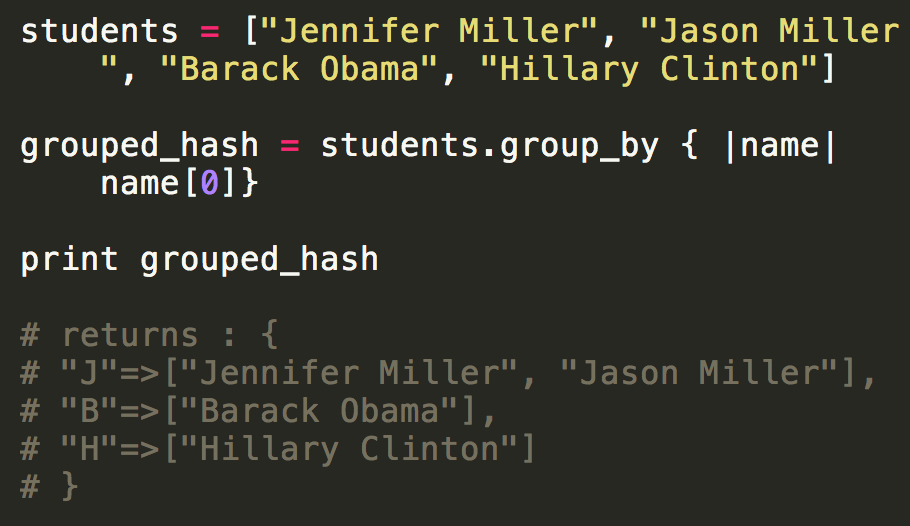 students = ["Jennifer Miller", "Jason Miller
", "Barack Obama", "Hillary Clinton"]
grouped_hash = students.group_by { |name|
name[0]}
print grouped_hash
# returns : {
# "J"=>["Jennifer Miller", "Jason Miller"],
# "B"=>["Barack Obama"],
# "H"=>["Hillary Clinton"]
# }